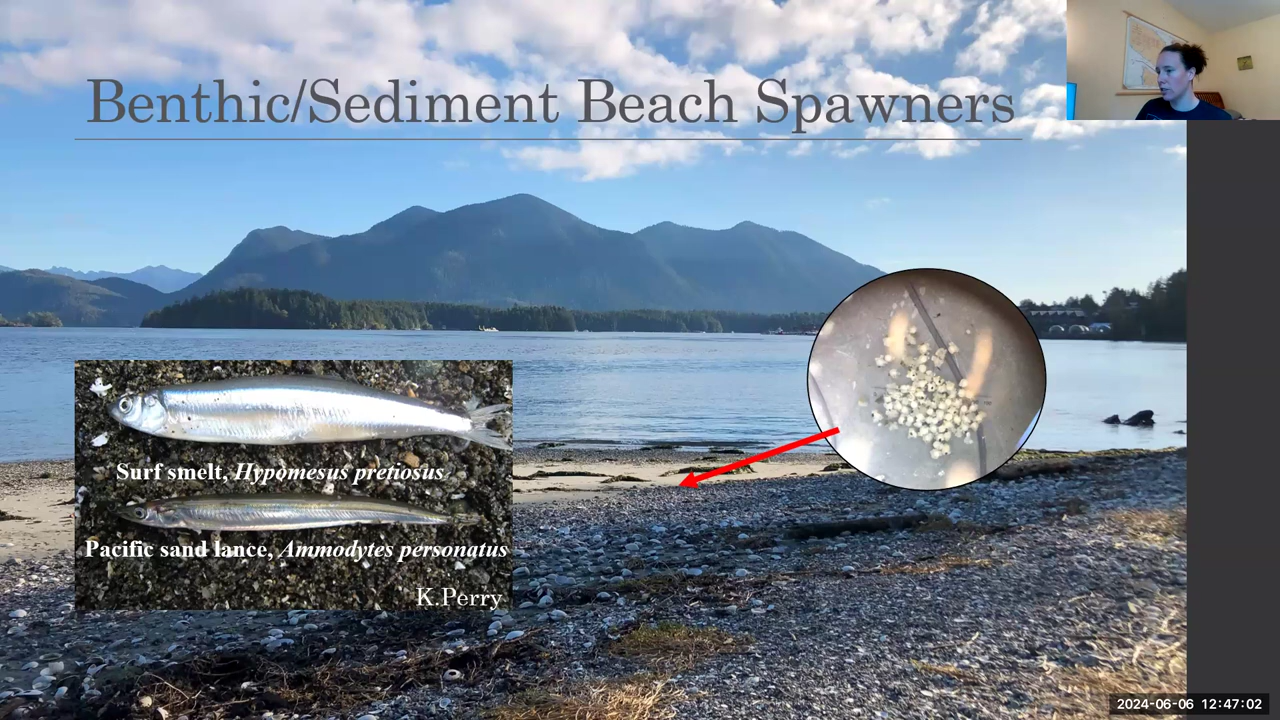 Benthic/Sediment Beach Spawners
Surf smelt, Hypomesus pretiosus
Pacific sand lance, Ammodytes personatus
K.Perry
2024-06-06 12:47:02